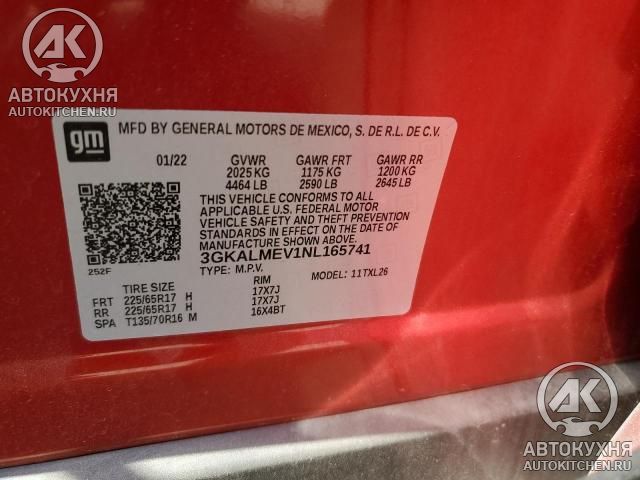 АК
АВТОКУХНЯ
AUTOKITCHEN.RU
gm
MFD BY GENERAL MOTORS DE MEXICO, S. DE R.L. DE C.V.
01/22 GVWR GAWR FRT GAWR RR
2025 KG 1175 KG 1200 KG
4464 LB 2590 LB 2645 LB
THIS VEHICLE CONFORMS TO ALL
APPLICABLE U.S. FEDERAL MOTOR
VEHICLE SAFETY AND THEFT PREVENTION
STANDARDS IN EFFECT ON THE DATE OF
MANUFACTURE SHOWN ABOVE.
3GKALMEV1NL165741
252F
TYPE: M.P.V. MODEL: 11TXL26
TIRE SIZE RIM
FRT 225/65R17 H 17X7J
RR 225/65R17 H 17X7J
SPA T135/70R16 M 16X4BT
АК
АВТОКУХНЯ
AUTOKITCHEN.RU